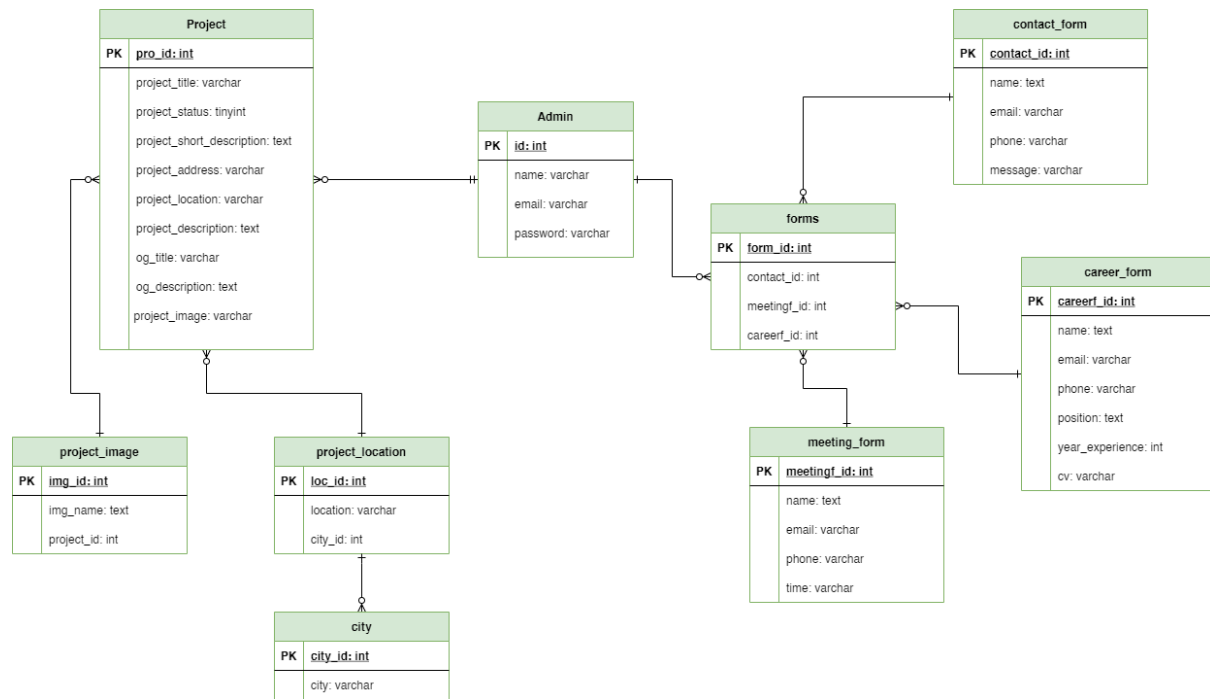 Project
PK pro_id: int
project_title: varchar
project_status: tinyint
project_short_description: text
project_address: varchar
project_location: varchar
project_description: text
og_title: varchar
og_description: text
project_image: varchar
Admin
PK id: int
name: varchar
email: varchar
password: varchar
contact_form
PK contact_id: int
name: text
email: varchar
phone: varchar
message: varchar
forms
PK form_id: int
contact_id: int
meetingf_id: int
careerf_id: int
career_form
PK careerf_id: int
name: text
email: varchar
phone: varchar
position: text
year_experience: int
cv: varchar
project_image
PK img_id: int
img_name: text
project_id: int
project_location
PK loc_id: int
location: varchar
city_id: int
meeting_form
PK meetingf_id: int
name: text
email: varchar
phone: varchar
time: varchar
city
PK city_id: int
city: varchar